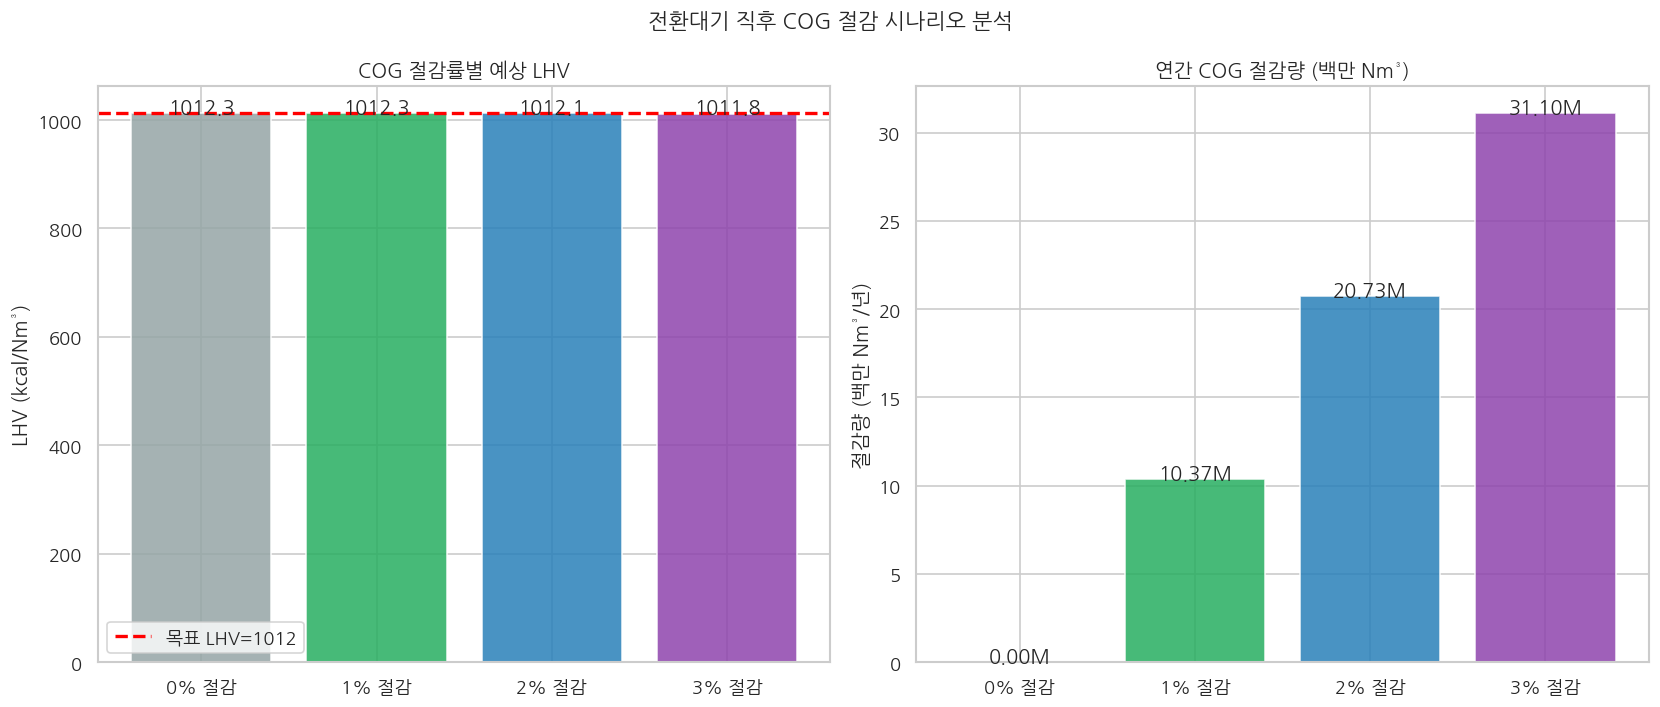 전환대기 직후 COG 절감 시나리오 분석
COG 절감률별 예상 LHV
LHV (kcal/Nm³)
1000
800
600
400
200
0
1012.3
1012.3
1012.1
1011.8
목표 LHV=1012
0% 절감
1% 절감
2% 절감
3% 절감
연간 COG 절감량 (백만 Nm³)
절감량 (백만 Nm³/년)
30
25
20
15
10
5
0
0.00M
10.37M
20.73M
31.10M
0% 절감
1% 절감
2% 절감
3% 절감